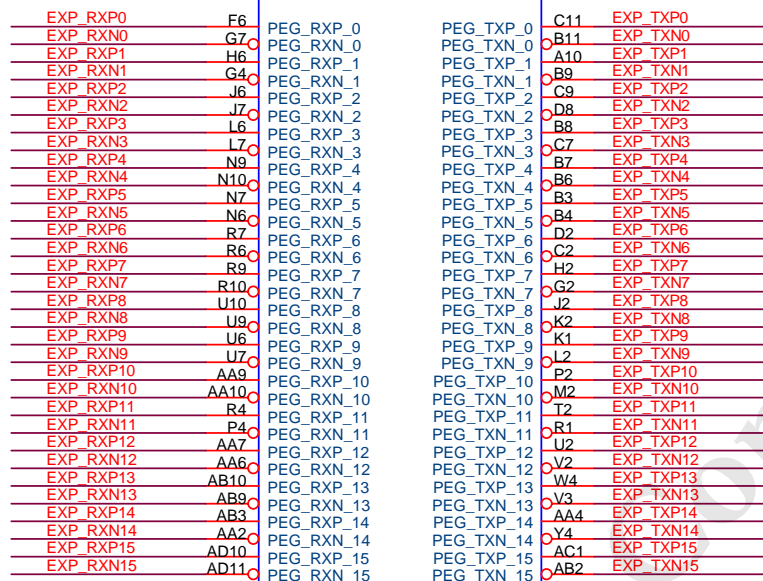 EXP_RXP0 F6 PEG_RXP_0 PEG_TXP_0 C11 EXP_TXP0
EXP_RXN0 G7 PEG_RXN_0 PEG_TXN_0 B11 EXP_TXN0
EXP_RXP1 H6 PEG_RXP_1 PEG_TXP_1 A10 EXP_TXP1
EXP_RXN1 G4 PEG_RXN_1 PEG_TXN_1 B9 EXP_TXN1
EXP_RXP2 J6 PEG_RXP_2 PEG_TXP_2 C9 EXP_TXP2
EXP_RXN2 J7 PEG_RXN_2 PEG_TXN_2 D8 EXP_TXN2
EXP_RXP3 L6 PEG_RXP_3 PEG_TXP_3 B8 EXP_TXP3
EXP_RXN3 L7 PEG_RXN_3 PEG_TXN_3 C7 EXP_TXN3
EXP_RXP4 N9 PEG_RXP_4 PEG_TXP_4 B7 EXP_TXP4
EXP_RXN4 N10 PEG_RXN_4 PEG_TXN_4 B6 EXP_TXN4
EXP_RXP5 N7 PEG_RXP_5 PEG_TXP_5 B3 EXP_TXP5
EXP_RXN5 N6 PEG_RXN_5 PEG_TXN_5 B4 EXP_TXN5
EXP_RXP6 R7 PEG_RXP_6 PEG_TXP_6 D2 EXP_TXP6
EXP_RXN6 R6 PEG_RXN_6 PEG_TXN_6 C2 EXP_TXN6
EXP_RXP7 R9 PEG_RXP_7 PEG_TXP_7 H2 EXP_TXP7
EXP_RXN7 R10 PEG_RXN_7 PEG_TXN_7 G2 EXP_TXN7
EXP_RXP8 U10 PEG_RXP_8 PEG_TXP_8 J2 EXP_TXP8
EXP_RXN8 U9 PEG_RXN_8 PEG_TXN_8 K2 EXP_TXN8
EXP_RXP9 U6 PEG_RXP_9 PEG_TXP_9 K1 EXP_TXP9
EXP_RXN9 U7 PEG_RXN_9 PEG_TXN_9 L2 EXP_TXN9
EXP_RXP10 AA9 PEG_RXP_10 PEG_TXP_10 P2 EXP_TXP10
EXP_RXN10 AA10 PEG_RXN_10 PEG_TXN_10 M2 EXP_TXN10
EXP_RXP11 R4 PEG_RXP_11 PEG_TXP_11 T2 EXP_TXP11
EXP_RXN11 P4 PEG_RXN_11 PEG_TXN_11 R1 EXP_TXN11
EXP_RXP12 AA7 PEG_RXP_12 PEG_TXP_12 U2 EXP_TXP12
EXP_RXN12 AA6 PEG_RXN_12 PEG_TXN_12 V2 EXP_TXN12
EXP_RXP13 AB10 PEG_RXP_13 PEG_TXP_13 W4 EXP_TXP13
EXP_RXN13 AB9 PEG_RXN_13 PEG_TXN_13 V3 EXP_TXN13
EXP_RXP14 AB3 PEG_RXP_14 PEG_TXP_14 AA4 EXP_TXP14
EXP_RXN14 AA2 PEG_RXN_14 PEG_TXN_14 Y4 EXP_TXN14
EXP_RXP15 AD10 PEG_RXP_15 PEG_TXP_15 AC1 EXP_TXP15
EXP_RXN15 AD11 PEG_RXN_15 PEG_TXN_15 AB2 EXP_TXN15